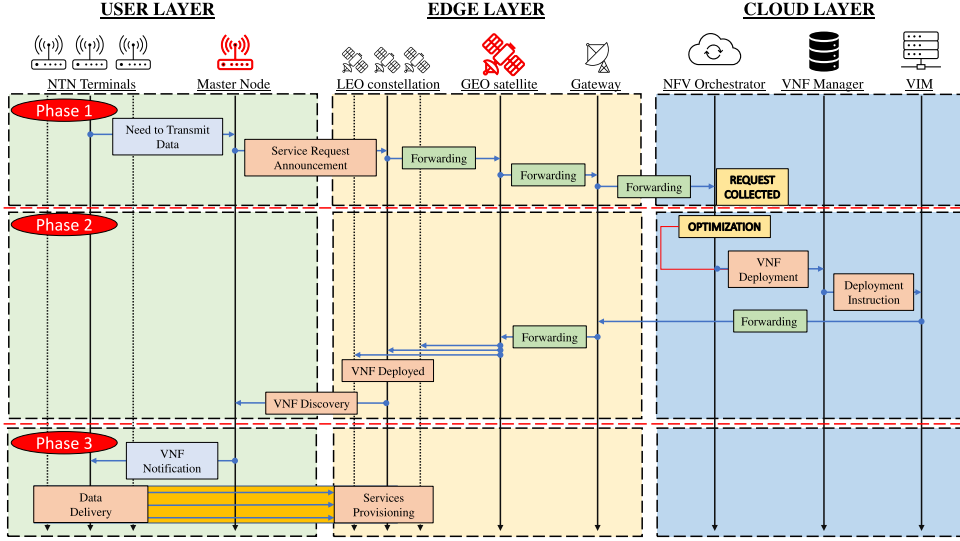 USER LAYER
EDGE LAYER
CLOUD LAYER
NTN Terminals
Master Node
LEO constellation
GEO satellite
Gateway
NFV Orchestrator
VNF Manager
VIM
Phase 1
Need to Transmit
Data
Service Request
Announcement
Forwarding
Forwarding
Forwarding
REQUEST
COLLECTED
Phase 2
OPTIMIZATION
VNF
Deployment
Deployment
Instruction
Forwarding
Forwarding
VNF Deployed
VNF Discovery
Phase 3
VNF
Notification
Data
Delivery
Services
Provisioning